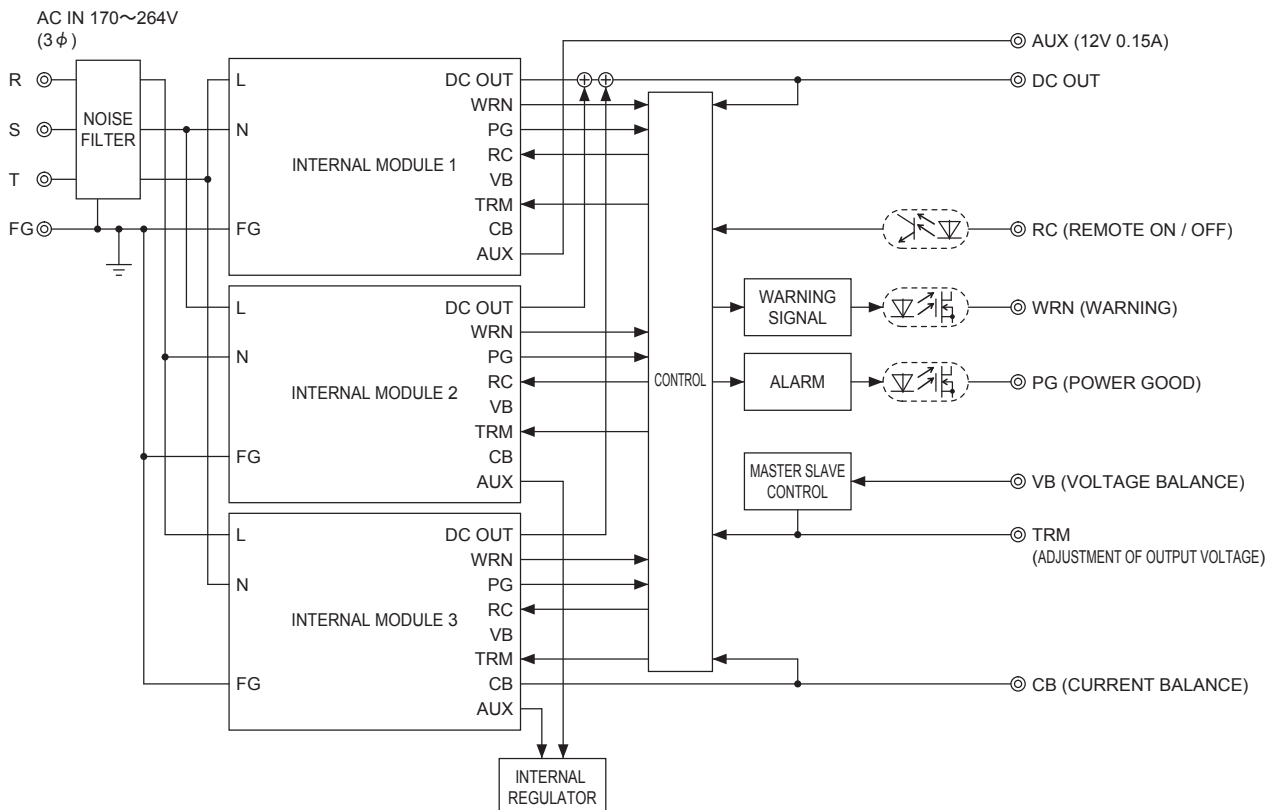 AC IN 170～264V
(3φ)
R
S
T
FG
NOISE
FILTER
L
N
FG
INTERNAL MODULE 1
DC OUT
WRN
PG
RC
VB
TRM
CB
AUX
L
N
FG
INTERNAL MODULE 2
DC OUT
WRN
PG
RC
VB
TRM
CB
AUX
L
N
FG
INTERNAL MODULE 3
DC OUT
WRN
PG
RC
VB
TRM
CB
AUX
INTERNAL
REGULATOR
CONTROL
WARNING
SIGNAL
ALARM
MASTER SLAVE
CONTROL
AUX (12V 0.15A)
DC OUT
RC (REMOTE ON / OFF)
WRN (WARNING)
PG (POWER GOOD)
VB (VOLTAGE BALANCE)
TRM
(ADJUSTMENT OF OUTPUT VOLTAGE)
CB (CURRENT BALANCE)